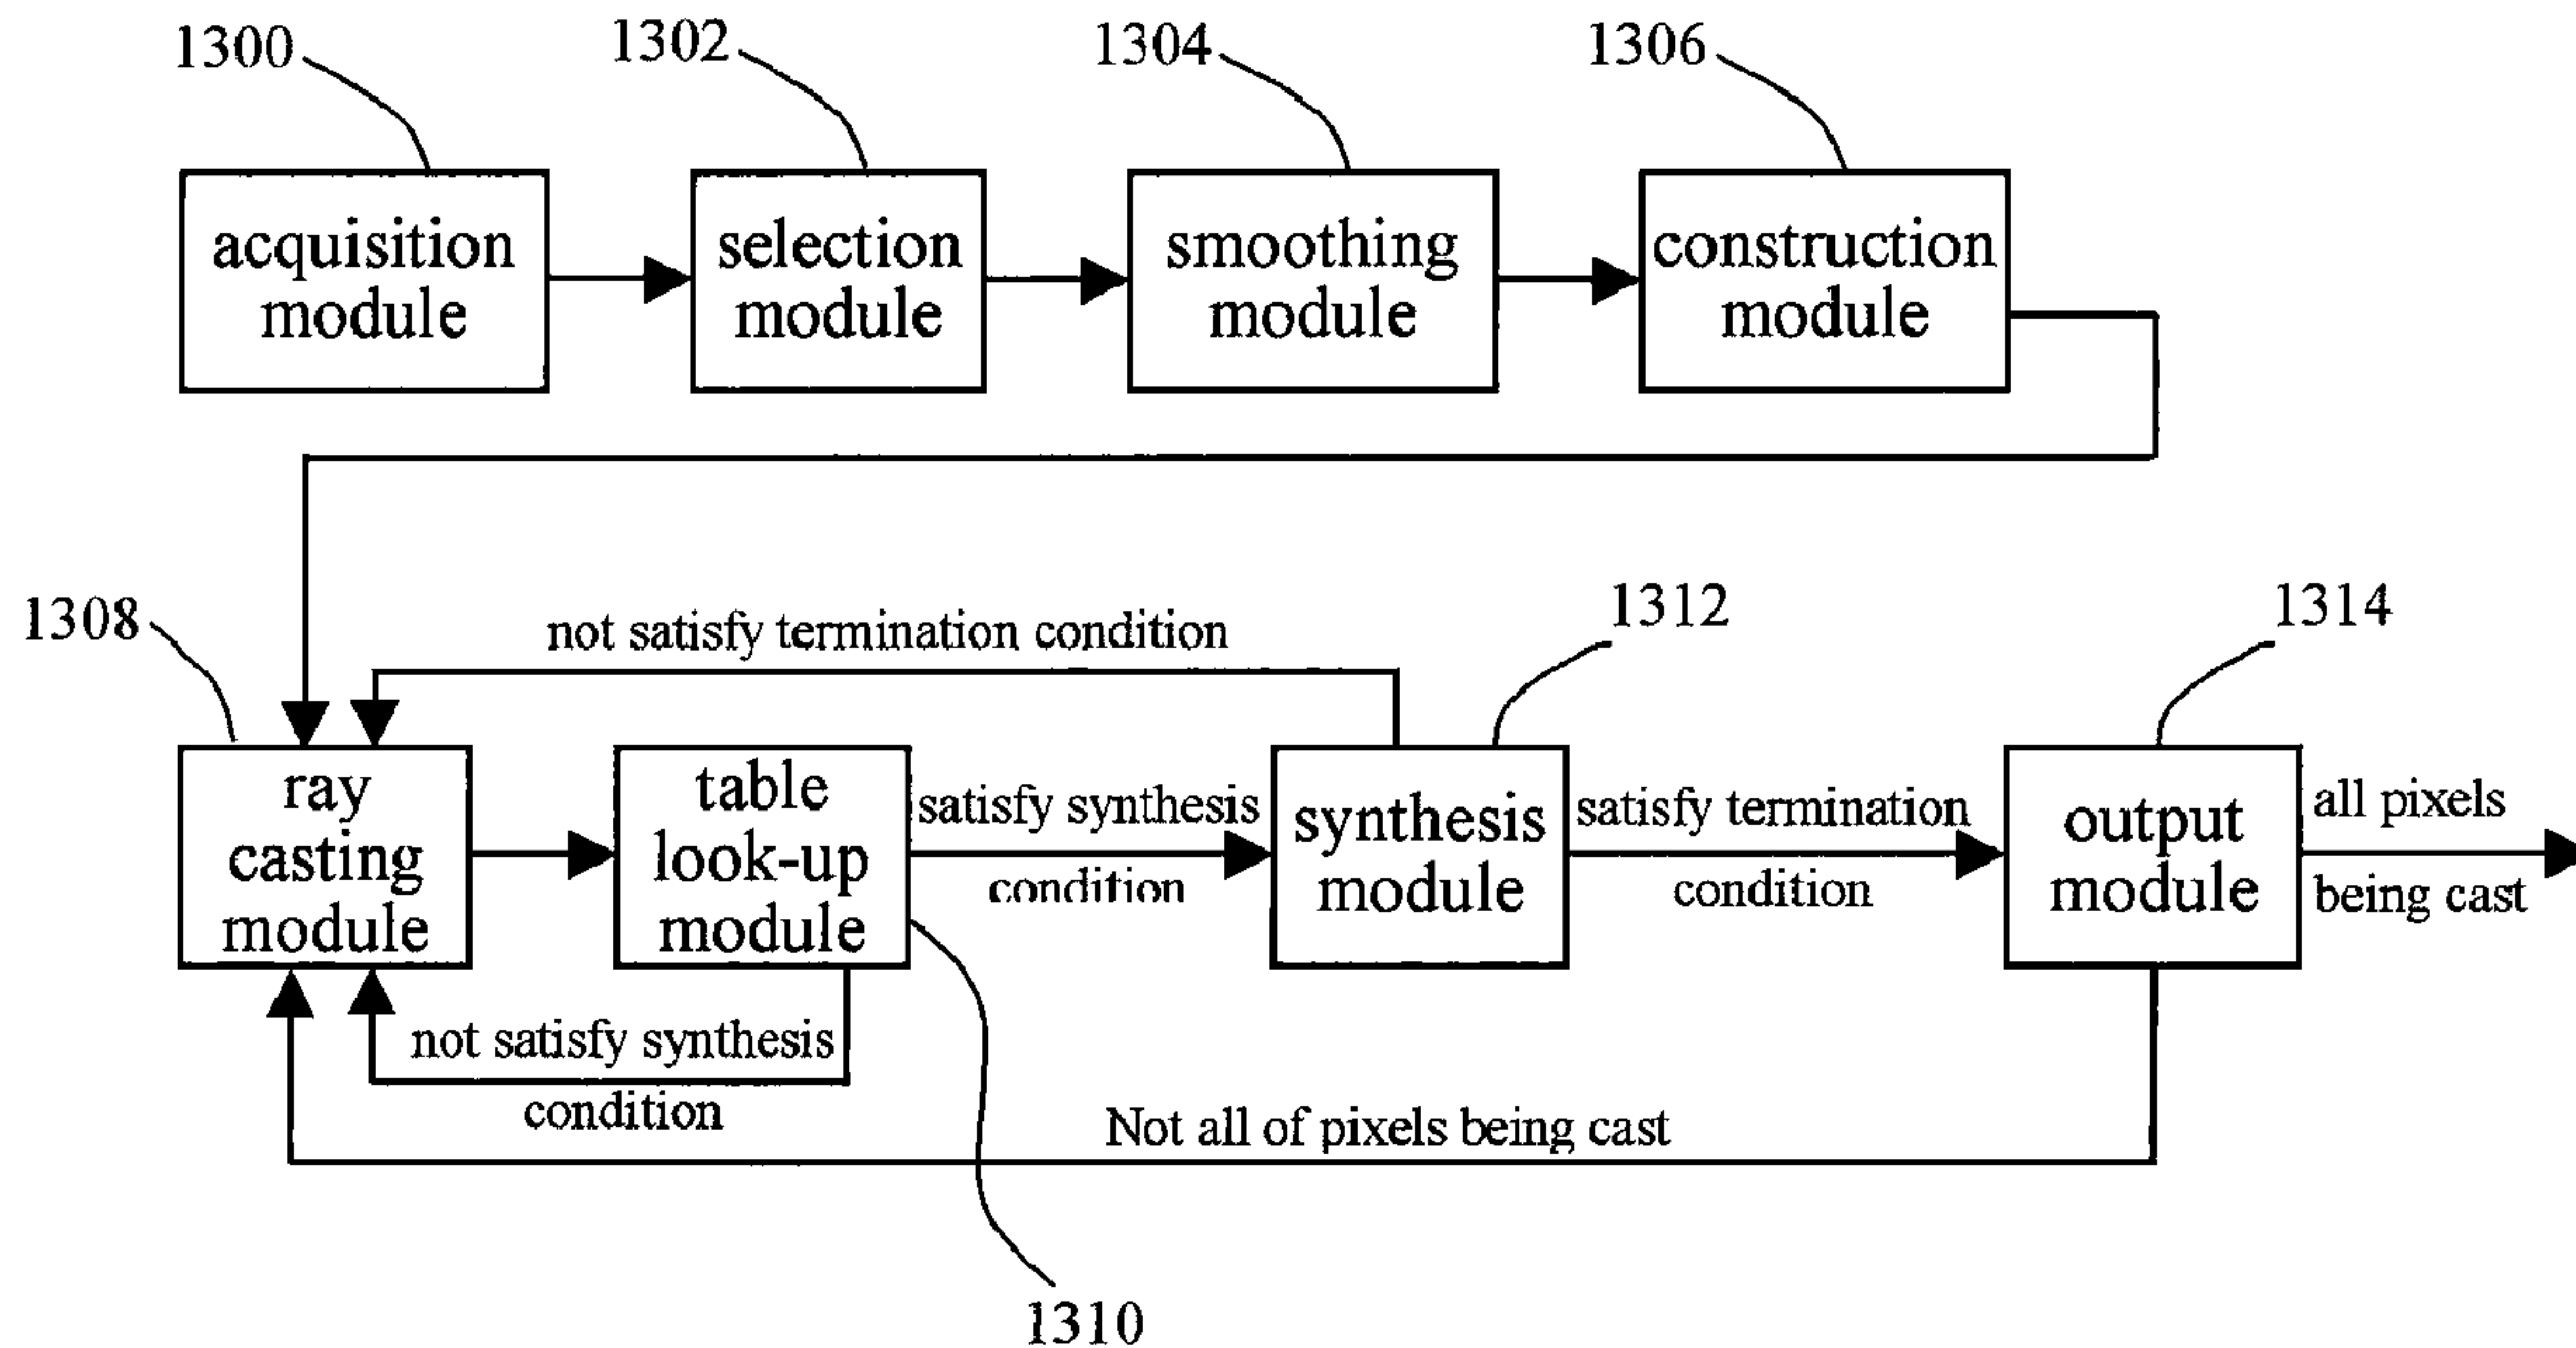 1300
1302
1304
1306
acquisition
module
selection
module
smoothing
module
construction
module
1308
not satisfy termination condition
1312
1314
ray
casting
module
table
look-up
module
satisfy synthesis
condition
synthesis
module
satisfy termination
condition
output
module
all pixels
being cast
not satisfy synthesis
condition
Not all of pixels being cast
1310